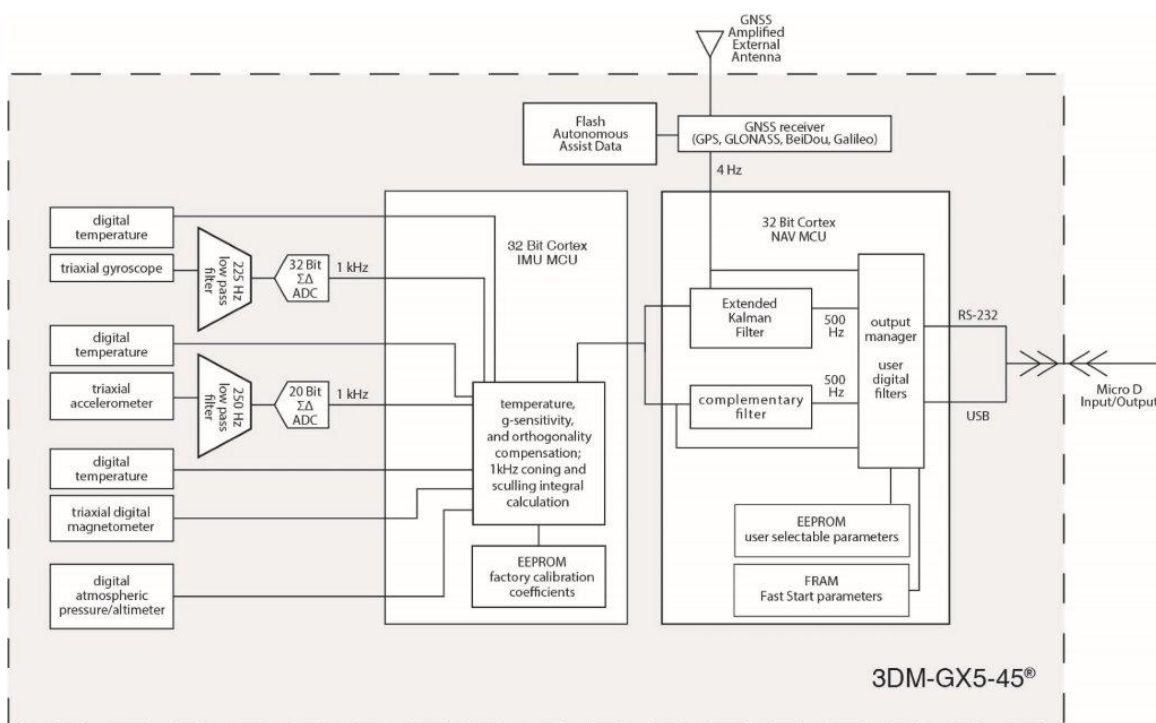 GNSS
Amplified
External
Antenna
Flash
Autonomous
Assist Data
GNSS receiver
(GPS, GLONASS, BeiDou, Galileo)
4 Hz
digital
temperature
triaxial gyroscope
225 Hz
low pass
filter
32 Bit
ΣΔ
ADC
1 kHz
32 Bit Cortex
IMU MCU
32 Bit Cortex
NAV MCU
digital
temperature
triaxial
accelerometer
250 Hz
low pass
filter
20 Bit
ΣΔ
ADC
1 kHz
temperature,
g-sensitivity,
and orthogonality
compensation;
1kHz coning and
sculling integral
calculation
Extended
Kalman
Filter
500
Hz
complementary
filter
500
Hz
output
manager
user
digital
filters
RS-232
USB
Micro D
Input/Output
digital
temperature
triaxial digital
magnetometer
digital
atmospheric
pressure/altimeter
EEPROM
factory calibration
coefficients
EEPROM
user selectable parameters
FRAM
Fast Start parameters
3DM-GX5-45®